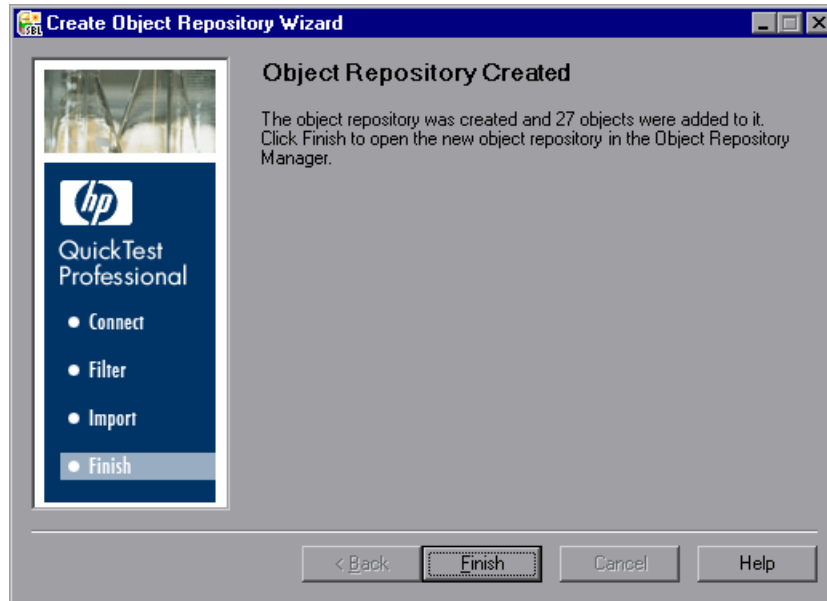 SBL Create Object Repository Wizard
Object Repository Created
The object repository was created and 27 objects were added to it.
Click Finish to open the new object repository in the Object Repository
Manager.
hp
QuickTest
Professional
Connect
Filter
Import
Finish
< Back
Finish
Cancel
Help